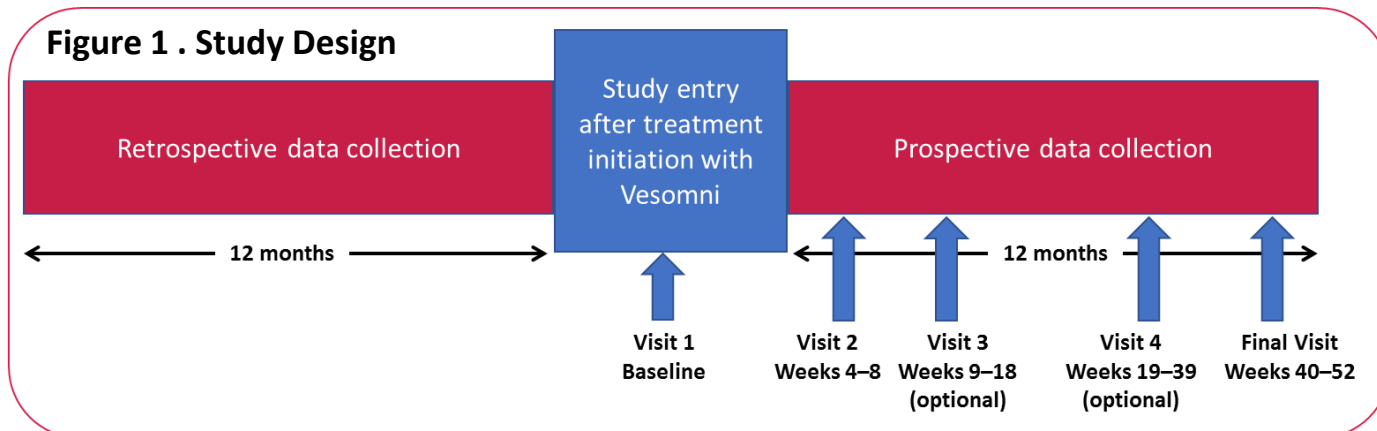 Figure 1 . Study Design
Retrospective data collection
Study entry
after treatment
initiation with
Vesomni
Prospective data collection
12 months
12 months
Visit 1
Baseline
Visit 2
Weeks 4–8
Visit 3
Weeks 9–18
(optional)
Visit 4
Weeks 19–39
(optional)
Final Visit
Weeks 40–52